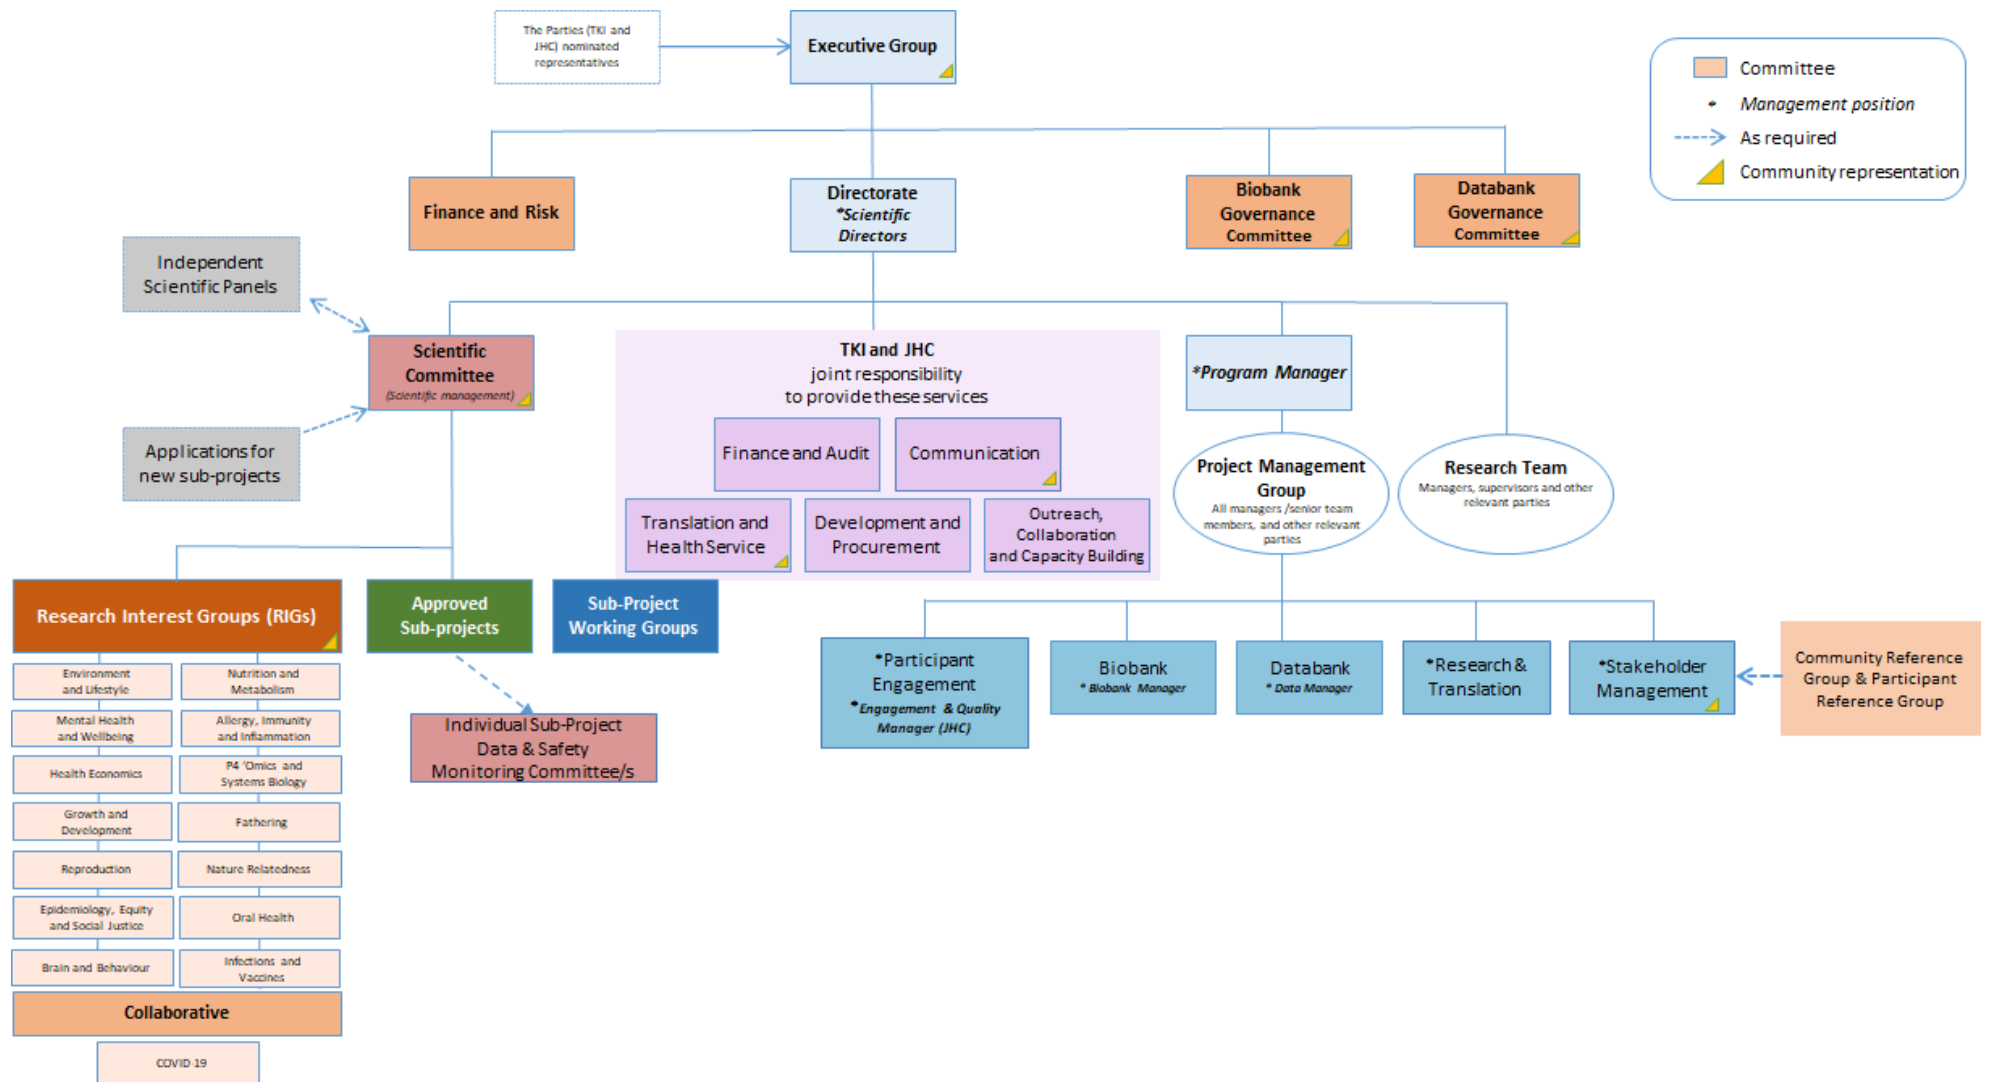 The Parties (TKI and
JHC) nominated
representatives
Executive Group
Committee
* Management position
As required
Community representation
Finance and Risk
Directorate
*Scientific
Directors
Biobank
Governance
Committee
Databank
Governance
Committee
Independent
Scientific Panels
Scientific
Committee
(Scientific management)
Applications for
new sub-projects
TKI and JHC
joint responsibility
to provide these services
Finance and Audit
Communication
Translation and
Health Service
Development and
Procurement
Outreach,
Collaboration
and Capacity Building
*Program Manager
Project Management
Group
All managers /senior team
members, and other relevant
parties
Research Team
Managers, supervisors and other
relevant parties
Research Interest Groups (RIGs)
Approved
Sub-projects
Sub-Project
Working Groups
Individual Sub-Project
Data & Safety
Monitoring Committee/s
*Participant
Engagement
*Engagement & Quality
Manager (JHC)
Biobank
* Biobank Manager
Databank
* Data Manager
*Research &
Translation
*Stakeholder
Management
Community Reference
Group & Participant
Reference Group
Environment
and Lifestyle
Nutrition and
Metabolism
Mental Health
and Wellbeing
Allergy, Immunity
and Inflammation
Health Economics
P4 'Omics and
Systems Biology
Growth and
Development
Fathering
Reproduction
Nature Relatedness
Epidemiology, Equity
and Social Justice
Oral Health
Brain and Behaviour
Infections and
Vaccines
Collaborative
COVID-19